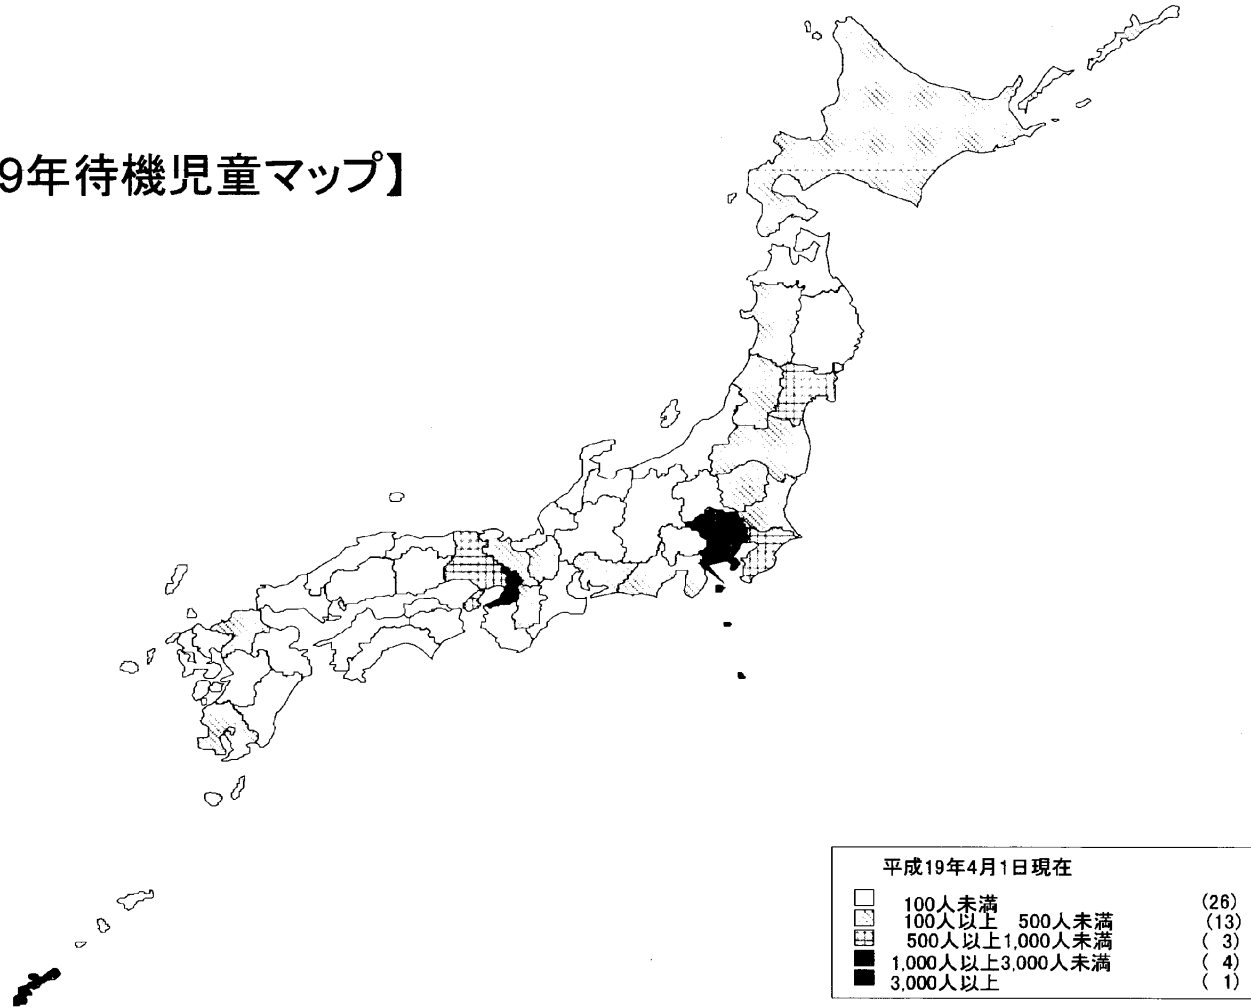 9年待機児童マップ】
平成19年4月1日現在
100人未満 (26)
100人以上 500人未満 (13)
500人以上1,000人未満 ( 3)
1,000人以上3,000人未満 ( 4)
3,000人以上 ( 1)